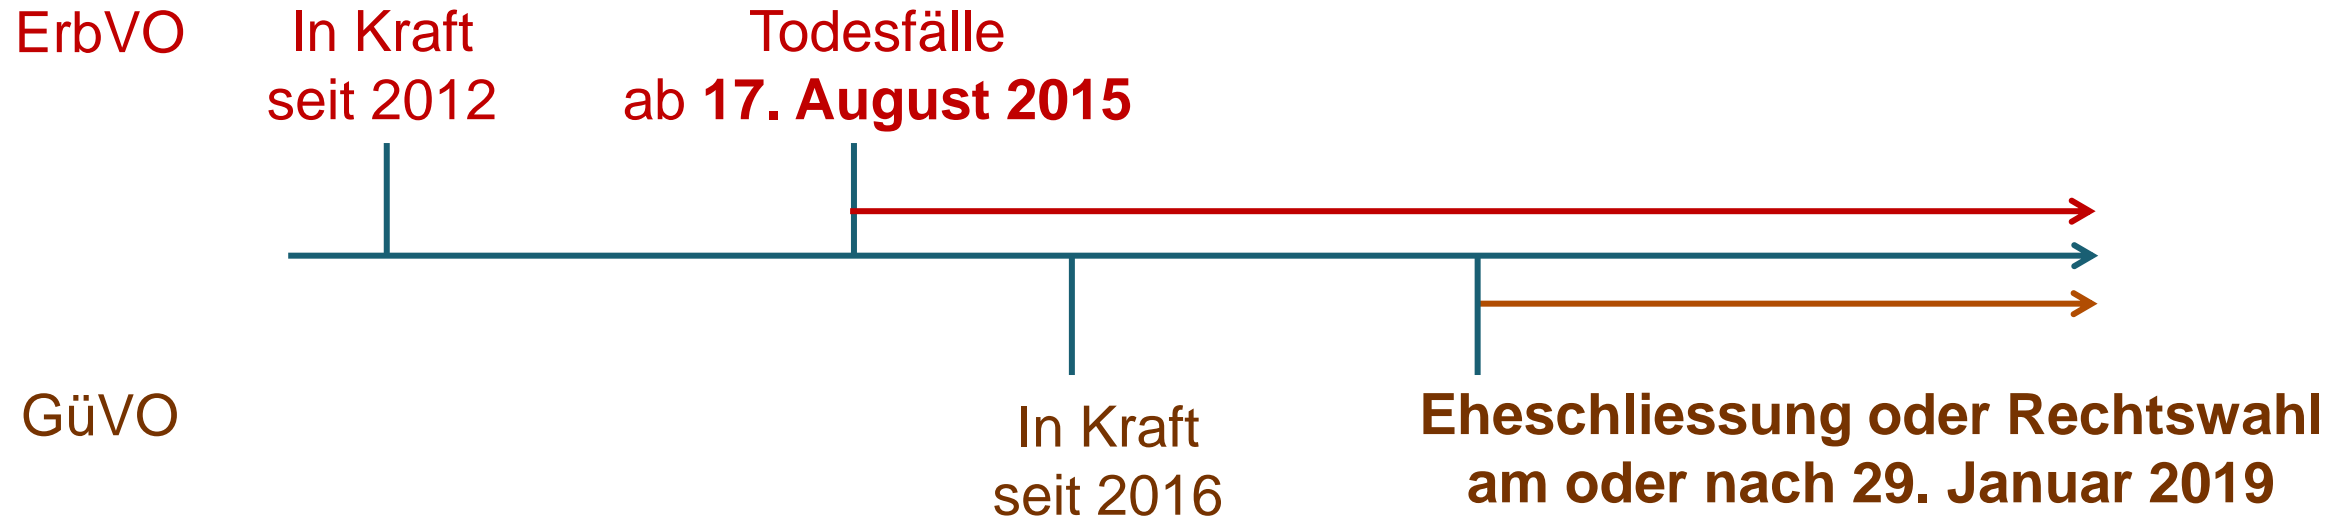 ErbVO
In Kraft
seit 2012
Todesfälle
ab 17. August 2015
GüVO
In Kraft
seit 2016
Eheschliessung oder Rechtswahl
am oder nach 29. Januar 2019